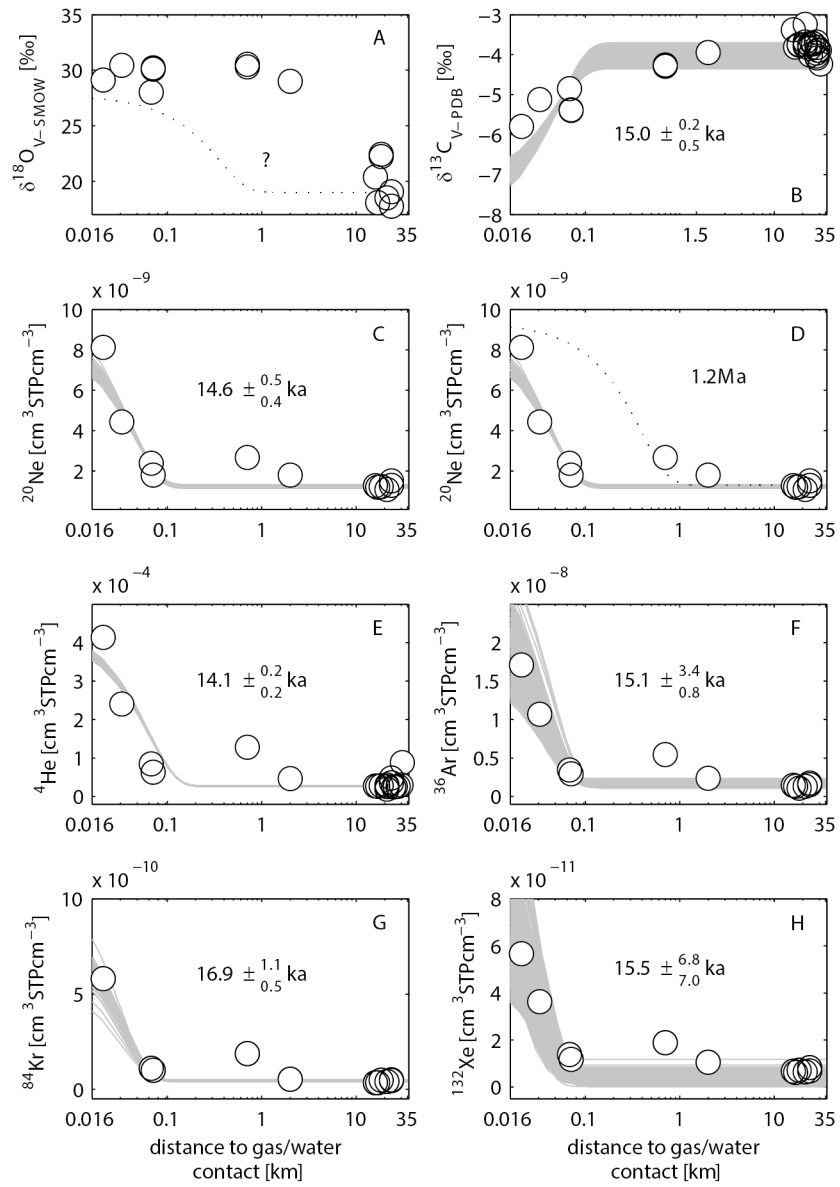 35
30
25
20
δ18OV−SMOW [‰]
A
?
0.016 0.1 1 10 35
−3
−4
−5
−6
−7
−8
δ13CV−PDB [‰]
15.0 ± 0.2 0.5 ka
B
0.016 0.1 1.5 10 35
x 10 −9
10
8
6
4
2
20Ne [cm 3STPcm−3]
C
14.6 ± 0.5 0.4 ka
0.016 0.1 1 10 35
x 10 −9
10
8
6
4
2
20Ne [cm 3STPcm−3]
D
1.2Ma
0.016 0.1 1 10 35
x 10 −4
4
3
2
1
0
4He [cm 3STPcm−3]
E
14.1 ± 0.2 0.2 ka
0.016 0.1 1 10 35
x 10 −8
2
1.5
1
0.5
0
36Ar [cm 3STPcm−3]
F
15.1 ± 3.4 0.8 ka
0.016 0.1 1 10 35
x 10 −10
10
5
0
84Kr [cm 3STPcm−3]
G
16.9 ± 1.1 0.5 ka
0.016 0.1 1 10 35
distance to gas/water
contact [km]
x 10 −11
8
6
4
2
0
132Xe [cm 3STPcm−3]
H
15.5 ± 6.8 7.0 ka
0.016 0.1 1 10 35
distance to gas/water
contact [km]